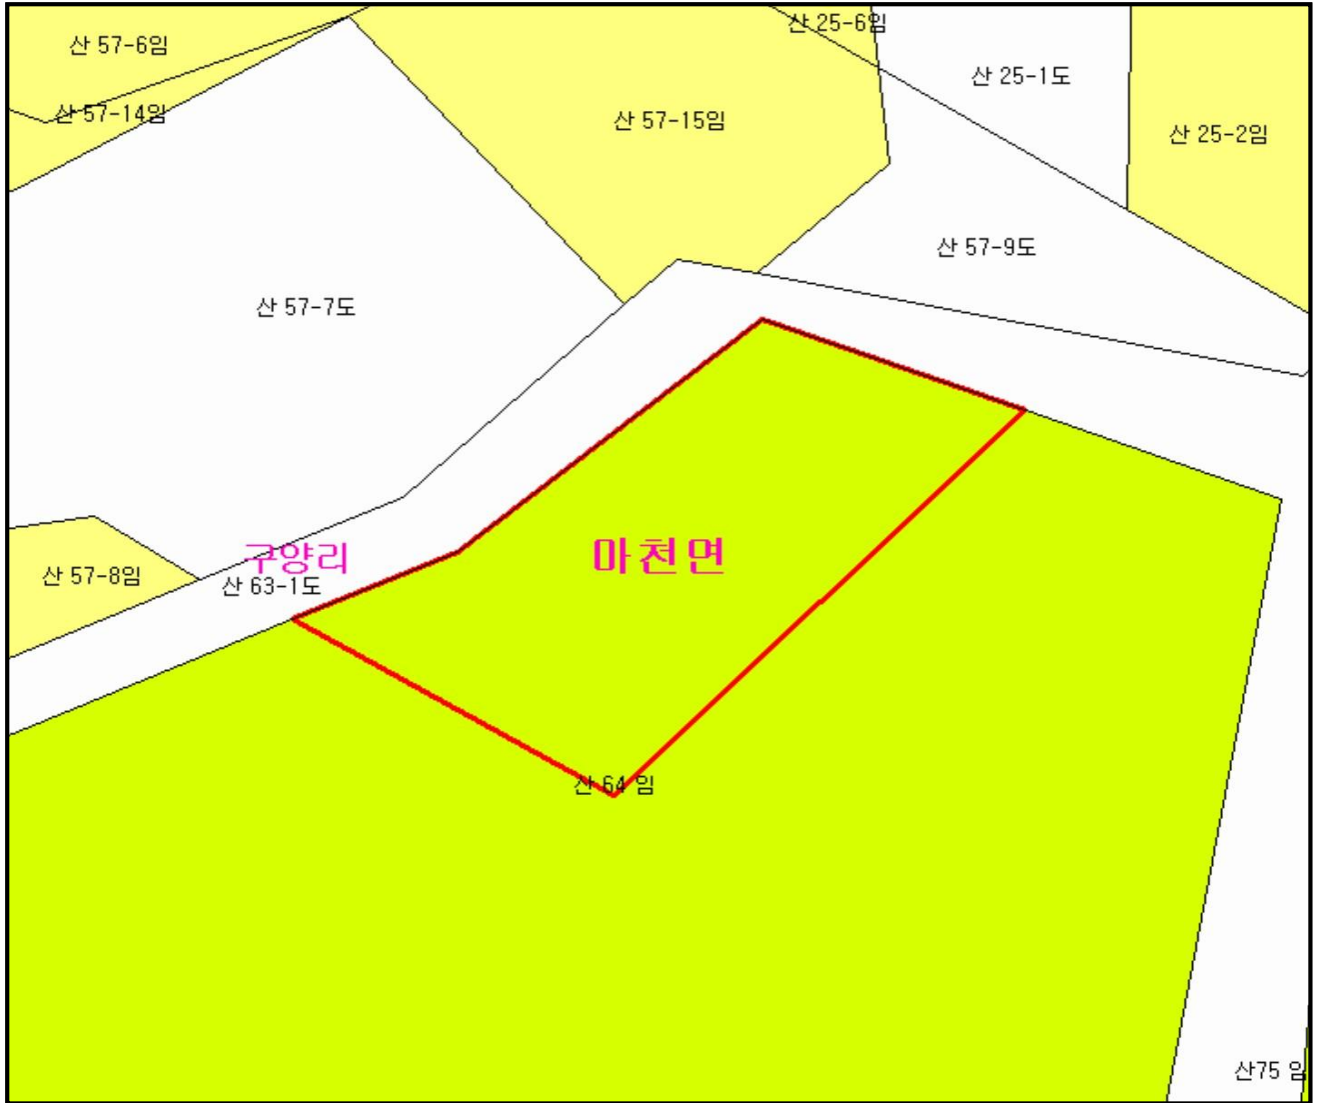 산 25-6임
산 57-6임
산 25-1도
산 57-14임
산 57-15임
산 25-2임
산 57-9도
산 57-7도
구양리
마천면
산 57-8임
산 63-1도
산 64 임
산75 임